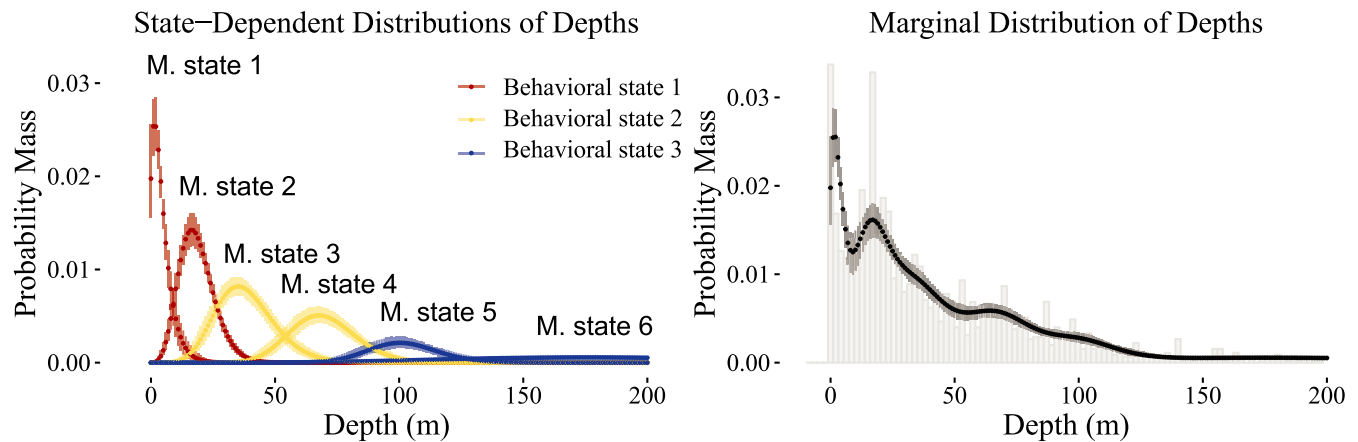 State−Dependent Distributions of Depths
M. state 1
0.03
Behavioral state 1
Behavioral state 2
Behavioral state 3
M. state 2
0.02
M. state 3
M. state 4
0.01
M. state 5
M. state 6
0.00
Probability Mass
0 50 100 150 200
Depth (m)
Marginal Distribution of Depths
0.03
0.02
0.01
0.00
Probability Mass
0 50 100 150 200
Depth (m)